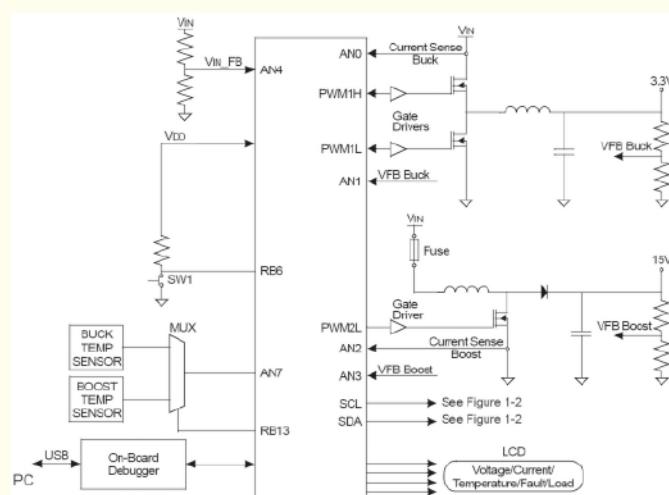 VIN
VIN_FB
AN4
VDD
SW1
RB6
MUX
BUCK
TEMP
SENSOR
BOOST
TEMP
SENSOR
AN7
RB13
USB
PC
On-Board
Debugger
AN0
Current Sense
Buck
VIN
PWM1H
Gate
Drivers
PWM1L
AN1
VFB Buck
3.3V
VFB Buck
VIN
Fuse
15V
Gate
Driver
PWM2L
AN2
Current Sense
Boost
VFB Boost
AN3
VFB Boost
SCL
See Figure 1-2
SDA
See Figure 1-2
LCD
Voltage/Current/
Temperature/Fault/Load